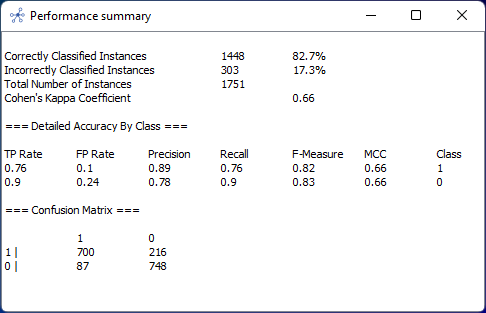 Performance summary
Correctly Classified Instances 1448 82.7%
Incorrectly Classified Instances 303 17.3%
Total Number of Instances 1751
Cohen's Kappa Coefficient 0.66
=== Detailed Accuracy By Class ===
TP Rate FP Rate Precision Recall F-Measure MCC Class
0.76 0.1 0.89 0.76 0.82 0.66 1
0.9 0.24 0.78 0.9 0.83 0.66 0
=== Confusion Matrix ===
1 0
1 | 700 216
0 | 87 748